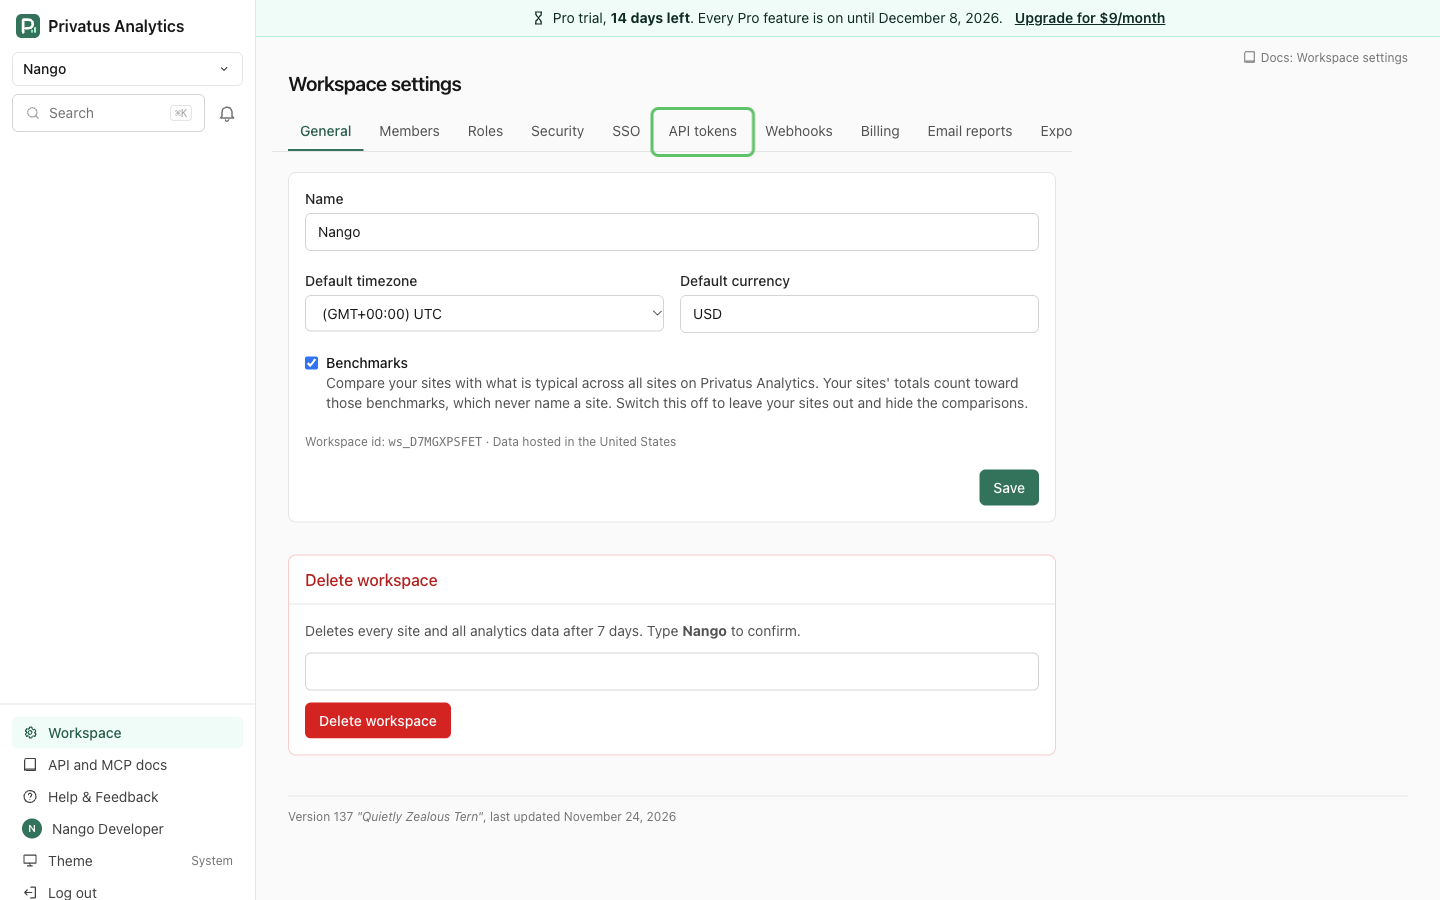 Privatus Analytics
Nango
Search
⌘K
Pro trial, 14 days left. Every Pro feature is on until December 8, 2026. Upgrade for $9/month
Docs: Workspace settings
Workspace settings
General Members Roles Security SSO API tokens Webhooks Billing Email reports Expo
Name
Nango
Default timezone
Default currency
(GMT+00:00) UTC
USD
Benchmarks
Compare your sites with what is typical across all sites on Privatus Analytics. Your sites' totals count toward
those benchmarks, which never name a site. Switch this off to leave your sites out and hide the comparisons.
Workspace id: ws_D7MGXPSFET · Data hosted in the United States
Save
Delete workspace
Deletes every site and all analytics data after 7 days. Type Nango to confirm.
Delete workspace
Version 137 "Quietly Zealous Tern", last updated November 24, 2026
Workspace
API and MCP docs
Help & Feedback
N Nango Developer
Theme System
Log out